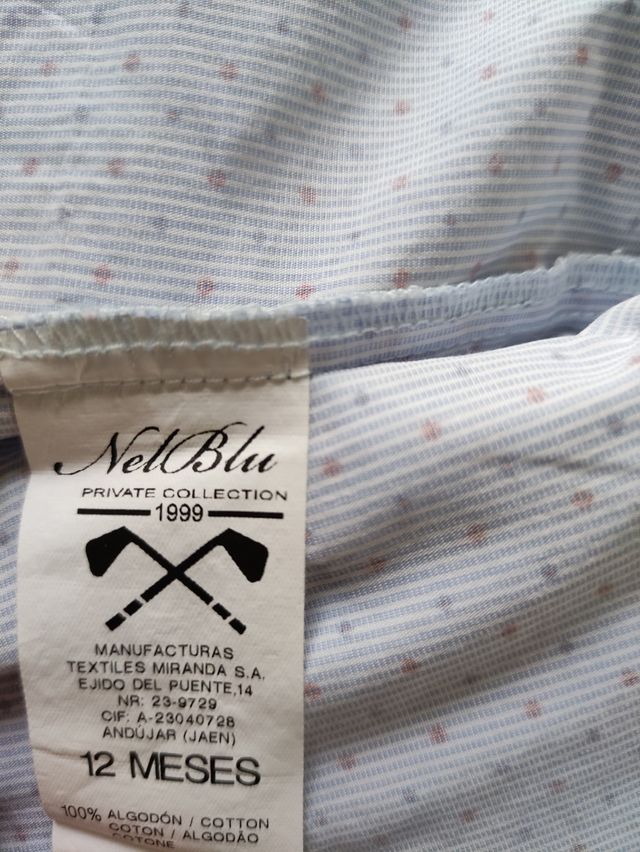 NelBlu
PRIVATE COLLECTION
1999
MANUFACTURAS
TEXTILES MIRANDA S.A.
EJIDO DEL PUENTE,14
NR: 23-9729
CIF: A-23040728
ANDÚJAR (JAEN)
12 MESES
100% ALGODÓN / COTTON
COTON / ALGODÃO
COTONE